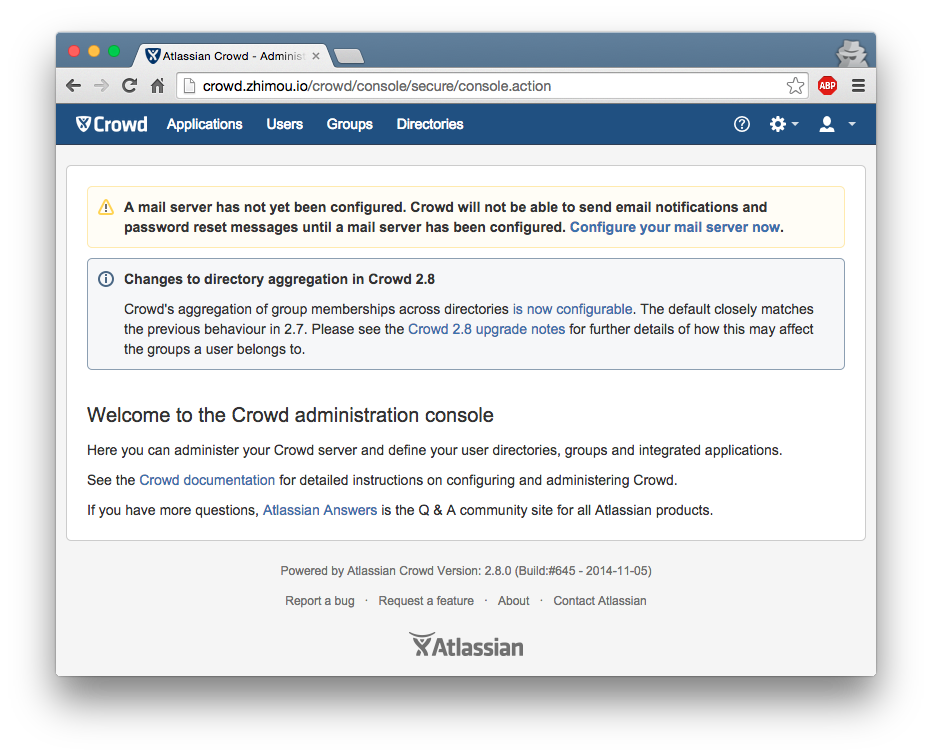 Atlassian Crowd - Adminis
crowd.zhimou.io/crowd/console/secure/console.action
ABP
Crowd Applications Users Groups Directories
A mail server has not yet been configured. Crowd will not be able to send email notifications and
password reset messages until a mail server has been configured. Configure your mail server now.
Changes to directory aggregation in Crowd 2.8
Crowd's aggregation of group memberships across directories is now configurable. The default closely matches
the previous behaviour in 2.7. Please see the Crowd 2.8 upgrade notes for further details of how this may affect
the groups a user belongs to.
Welcome to the Crowd administration console
Here you can administer your Crowd server and define your user directories, groups and integrated applications.
See the Crowd documentation for detailed instructions on configuring and administering Crowd.
If you have more questions, Atlassian Answers is the Q & A community site for all Atlassian products.
Powered by Atlassian Crowd Version: 2.8.0 (Build:#645 - 2014-11-05)
Report a bug · Request a feature · About · Contact Atlassian
Atlassian